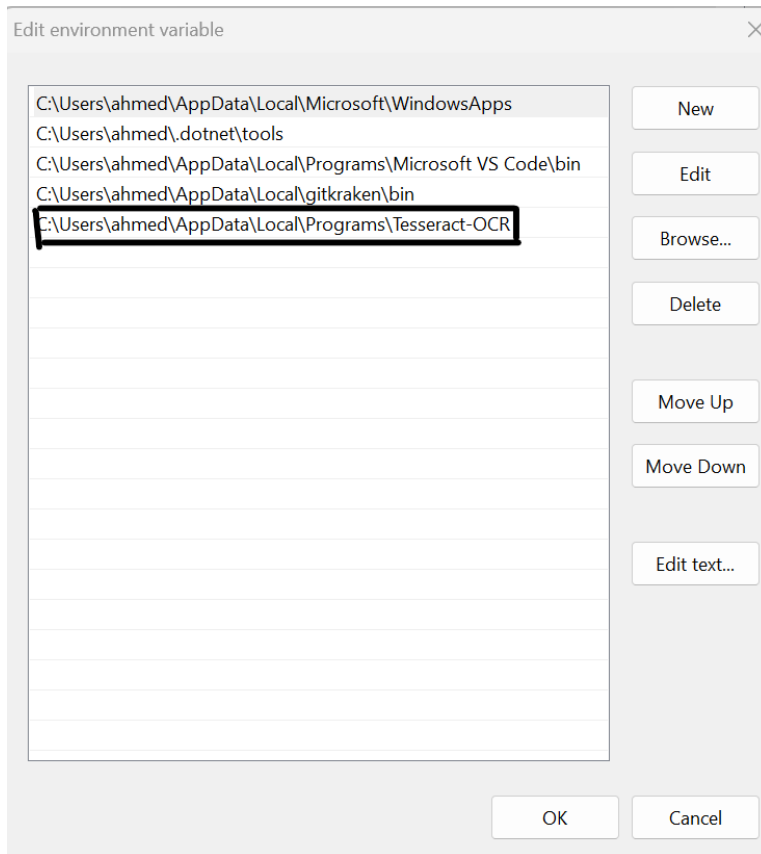 Edit environment variable
C:\Users\ahmed\AppData\Local\Microsoft\WindowsApps
New
C:\Users\ahmed\.dotnet\tools
C:\Users\ahmed\AppData\Local\Programs\Microsoft VS Code\bin
Edit
C:\Users\ahmed\AppData\Local\gitkraken\bin
C:\Users\ahmed\AppData\Local\Programs\Tesseract-OCR
Browse...
Delete
Move Up
Move Down
Edit text...
OK
Cancel